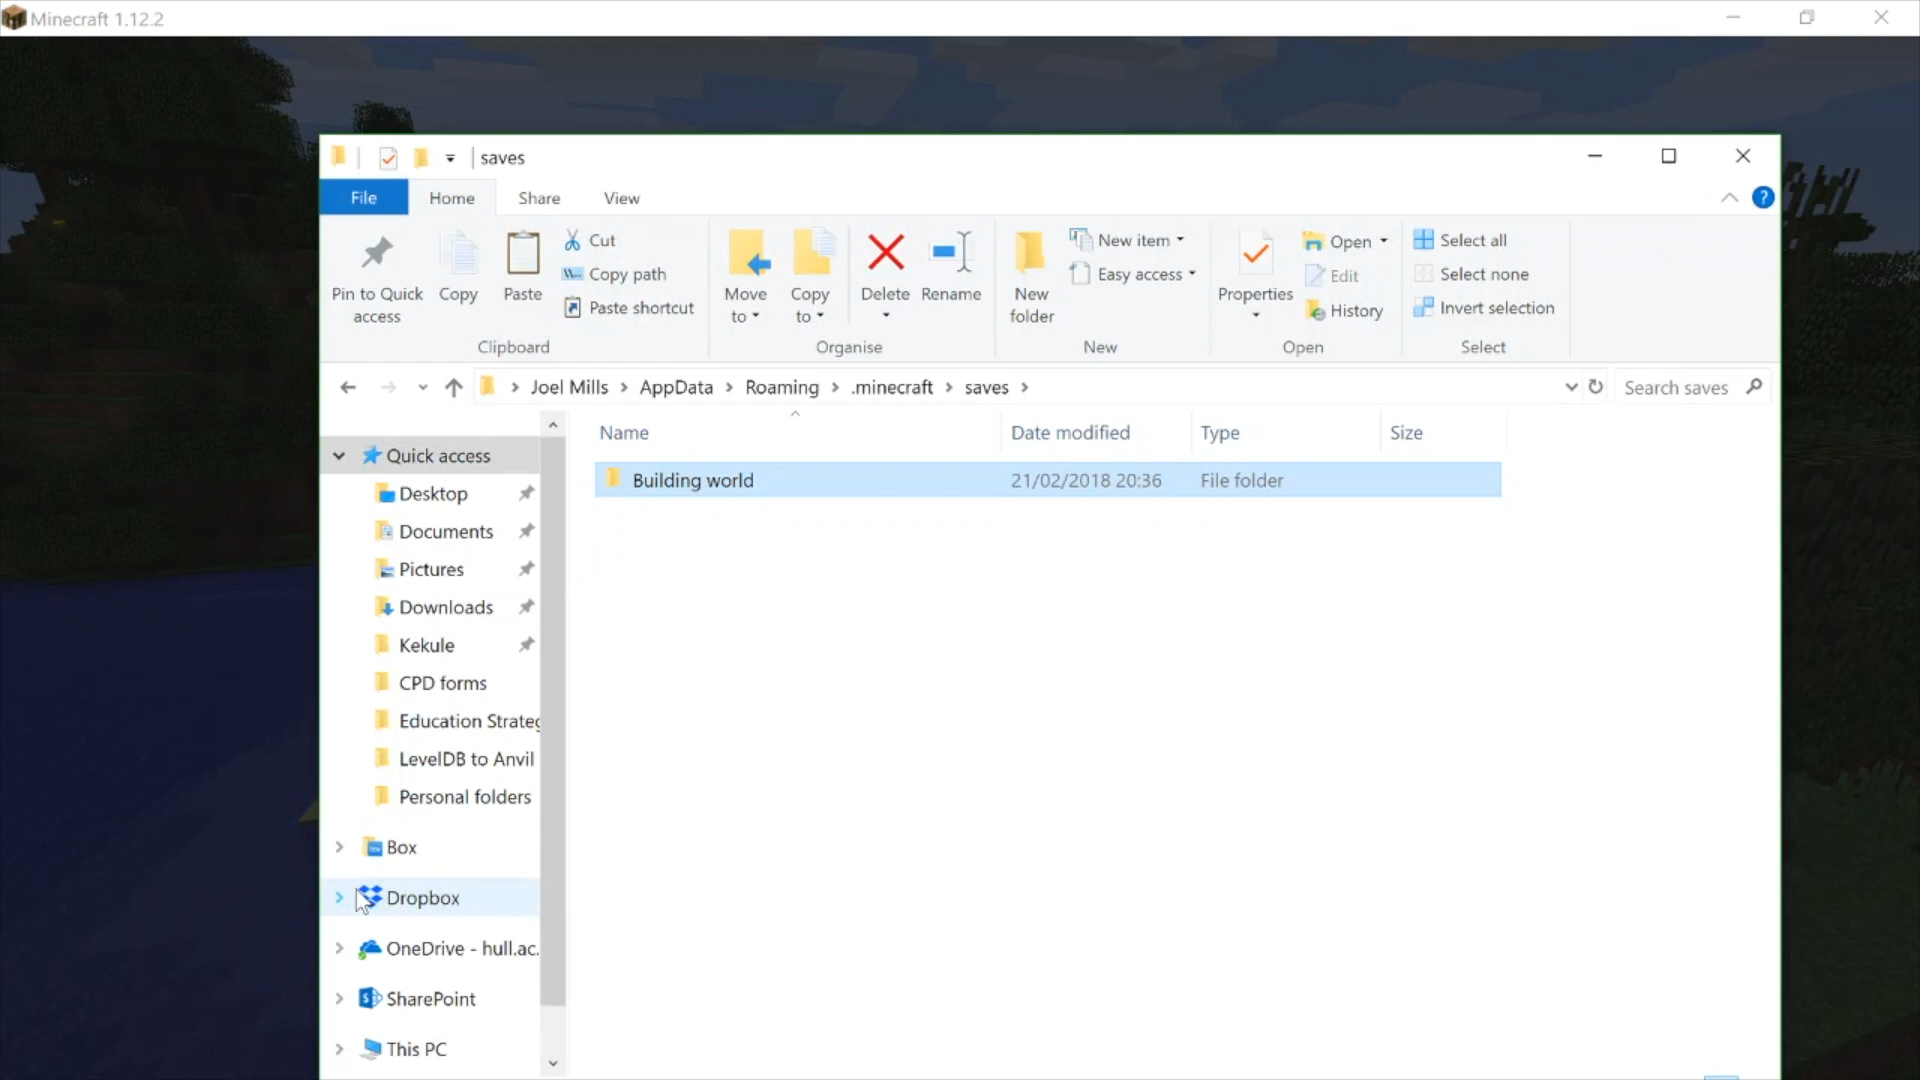 Minecraft 1.12.2
saves
File Home Share View
Pin to Quick access
Copy
Paste
Cut
Copy path
Paste shortcut
Clipboard
Move to
Copy to
Delete
Rename
Organise
New folder
New item
Easy access
New
Properties
Open
Edit
History
Open
Select all
Select none
Invert selection
Select
Joel Mills > AppData > Roaming > .minecraft > saves >
Search saves
Name Date modified Type Size
Building world 21/02/2018 20:36 File folder
Quick access
Desktop
Documents
Pictures
Downloads
Kekule
CPD forms
Education Strateg
LevelDB to Anvil
Personal folders
Box
Dropbox
OneDrive - hull.ac.
SharePoint
This PC